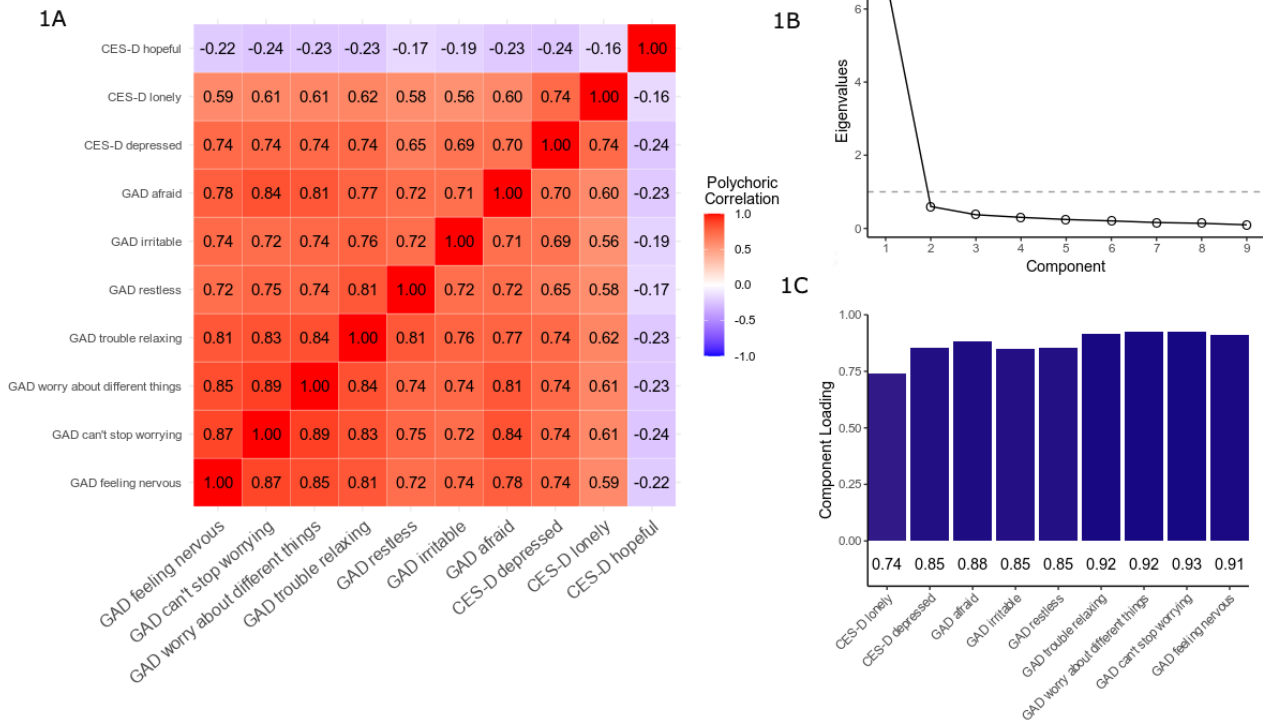 1A
CES-D hopeful -0.22 -0.24 -0.23 -0.23 -0.17 -0.19 -0.23 -0.24 -0.16 1.00
CES-D lonely 0.59 0.61 0.61 0.62 0.58 0.56 0.60 0.74 1.00 -0.16
CES-D depressed 0.74 0.74 0.74 0.74 0.65 0.69 0.70 1.00 0.74 -0.24
GAD afraid 0.78 0.84 0.81 0.77 0.72 0.71 1.00 0.70 0.60 -0.23
GAD irritable 0.74 0.72 0.74 0.76 0.72 1.00 0.71 0.69 0.56 -0.19
GAD restless 0.72 0.75 0.74 0.81 1.00 0.72 0.72 0.65 0.58 -0.17
GAD trouble relaxing 0.81 0.83 0.84 1.00 0.81 0.76 0.77 0.74 0.62 -0.23
GAD worry about different things 0.85 0.89 1.00 0.84 0.74 0.74 0.81 0.74 0.61 -0.23
GAD can't stop worrying 0.87 1.00 0.89 0.83 0.75 0.72 0.84 0.74 0.61 -0.24
GAD feeling nervous 1.00 0.87 0.85 0.81 0.72 0.74 0.78 0.74 0.59 -0.22
GAD feeling nervous
GAD can't stop worrying
GAD worry about different things
GAD trouble relaxing
GAD restless
GAD irritable
GAD afraid
CES-D depressed
CES-D lonely
CES-D hopeful
Polychoric
Correlation
1.0
0.5
0.0
-0.5
-1.0
1B
Eigenvalues
6
4
2
0
1 2 3 4 5 6 7 8 9
Component
1C
Component Loading
1.00
0.75
0.50
0.25
0.00
0.74 0.85 0.88 0.85 0.85 0.92 0.92 0.93 0.91
CES-D lonely
CES-D depressed
GAD afraid
GAD irritable
GAD restless
GAD trouble relaxing
GAD worry about different things
GAD can't stop worrying
GAD feeling nervous